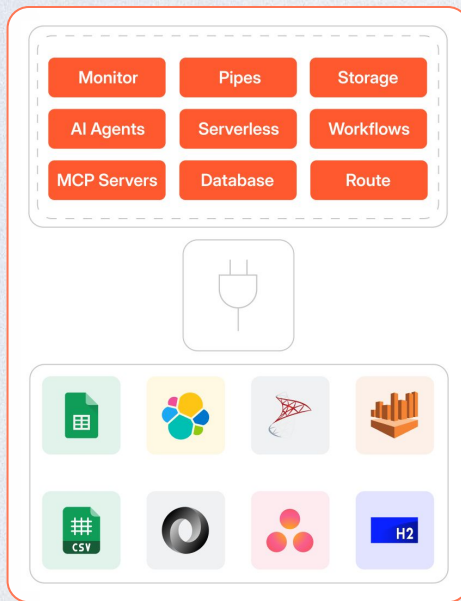 Monitor Pipes Storage
AI Agents Serverless Workflows
MCP Servers Database Route
CSV H2